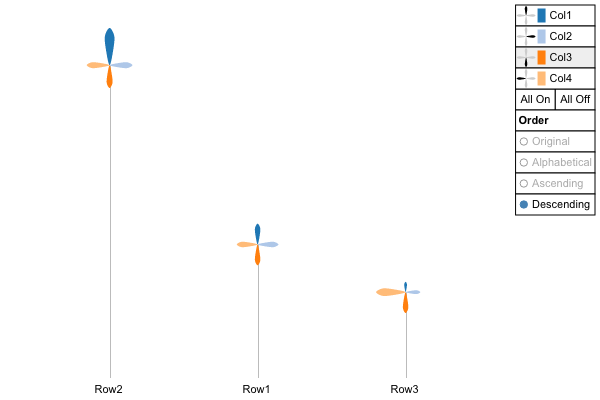 Col1
Col2
Col3
Col4
All On All Off
Order
Original
Alphabetical
Ascending
Descending
Row2 Row1 Row3